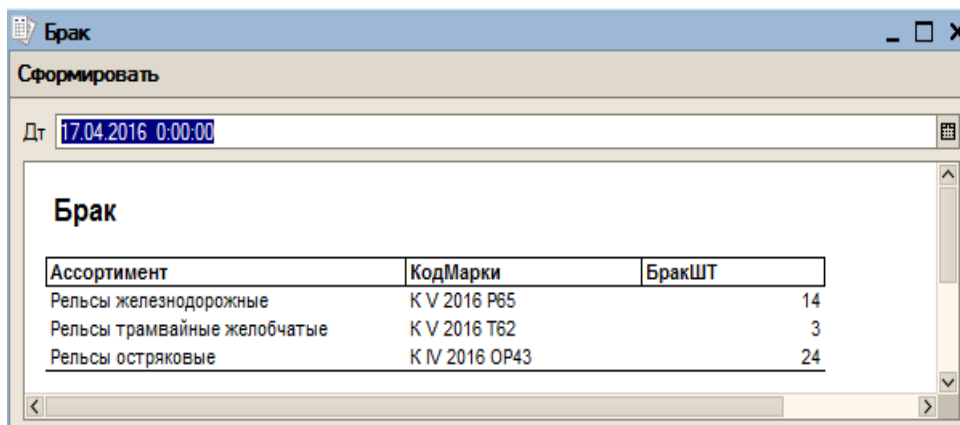 Брак
Сформировать
Дт 17.04.2016 0:00:00
Брак
Ассортимент КодМарки БракШТ
Рельсы железнодорожные К V 2016 Р65 14
Рельсы трамвайные желобчатые К V 2016 Т62 3
Рельсы остряковые К IV 2016 ОР43 24